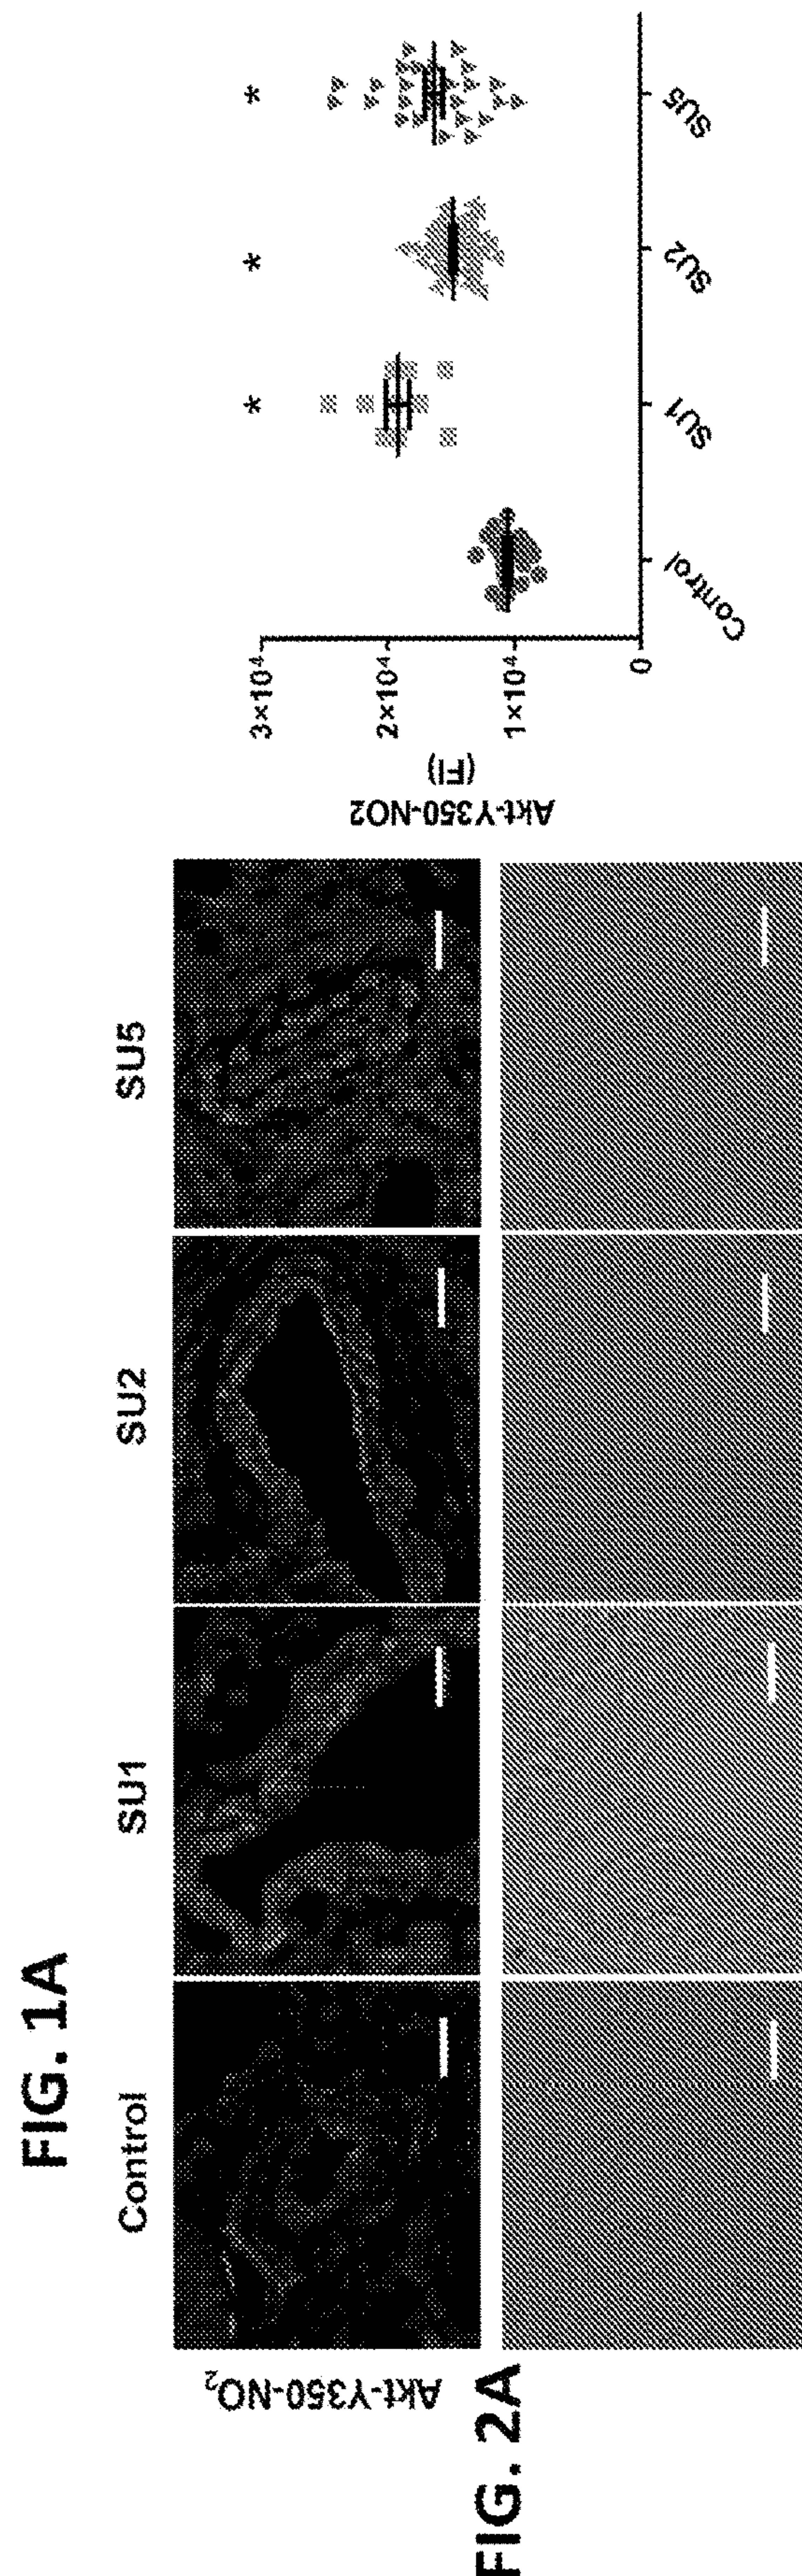 FIG. 1A
Control
SU1
SU2
SU5
Akt-Y350-NO₂
Akt-Y350-NO2
(FI)
3×10⁴
2×10⁴
1×10⁴
0
*
*
*
Control
SU1
SU2
SU5
FIG. 2A